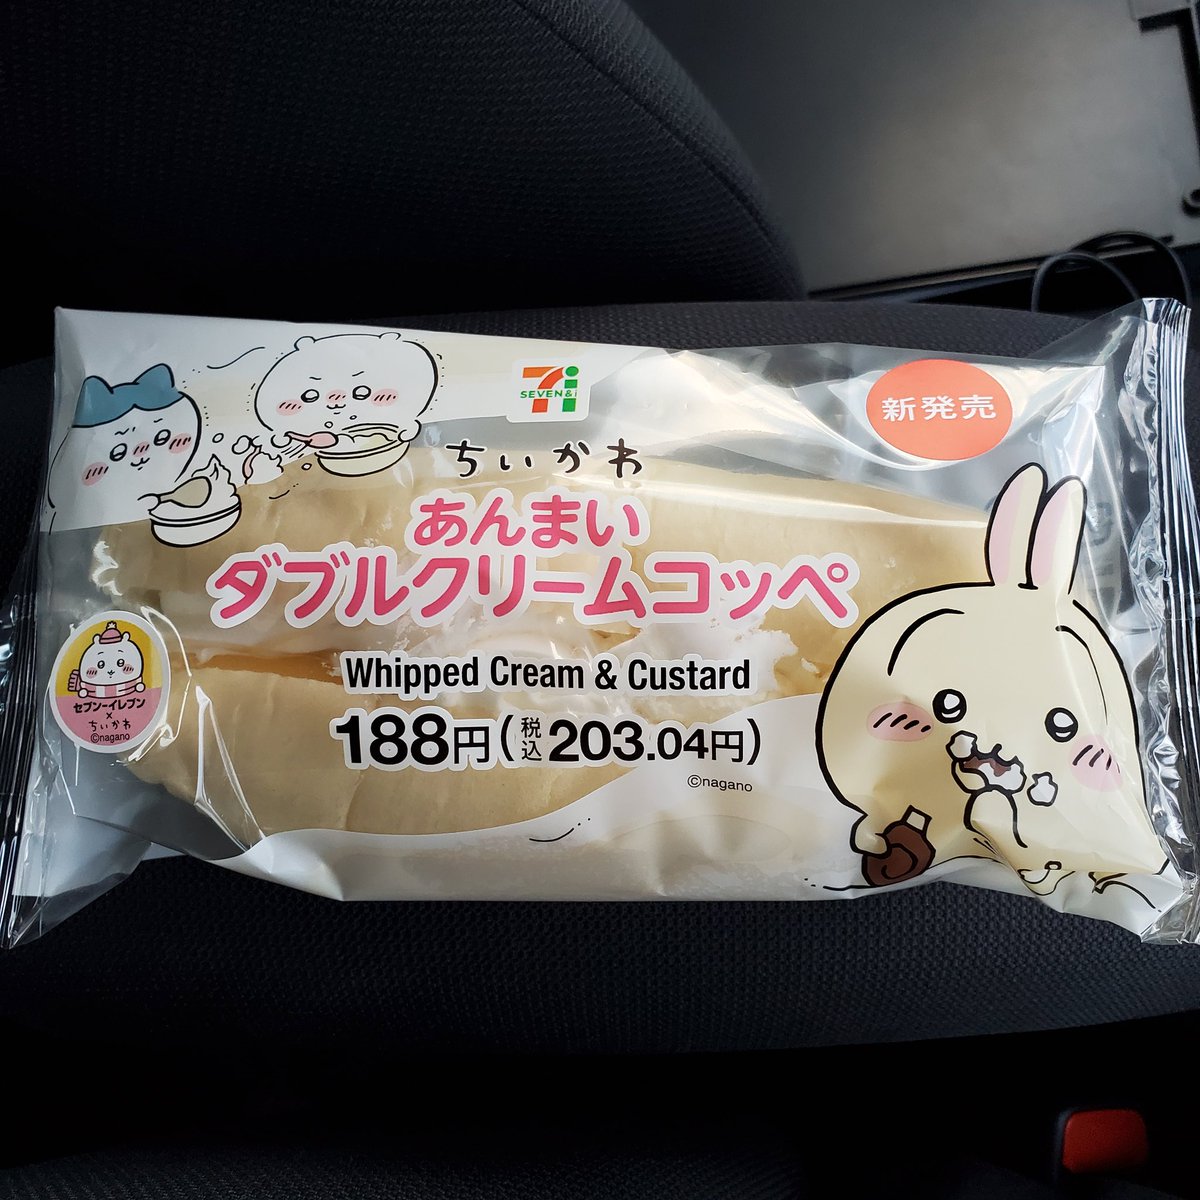 SEVEN&i
新発売
ちいかわ
あんまい
ダブルクリームコッペ
Whipped Cream & Custard
188円(税込203.04円)
©nagano
セブン-イレブン
×
ちいかわ
©nagano